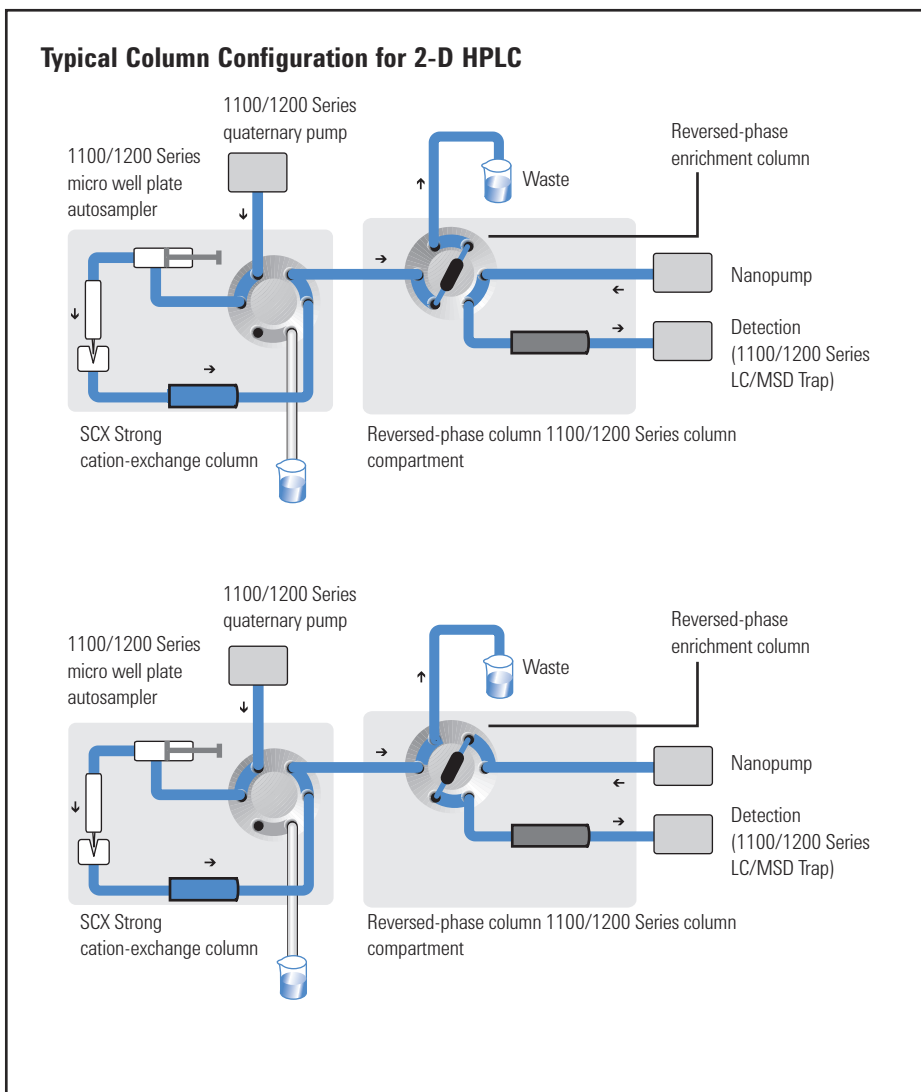 Typical Column Configuration for 2-D HPLC
1100/1200 Series
quaternary pump
1100/1200 Series
micro well plate
autosampler
Reversed-phase
enrichment column
Waste
Nanopump
Detection
(1100/1200 Series
LC/MSD Trap)
SCX Strong
cation-exchange column
Reversed-phase column 1100/1200 Series column
compartment
1100/1200 Series
quaternary pump
1100/1200 Series
micro well plate
autosampler
Reversed-phase
enrichment column
Waste
Nanopump
Detection
(1100/1200 Series
LC/MSD Trap)
SCX Strong
cation-exchange column
Reversed-phase column 1100/1200 Series column
compartment